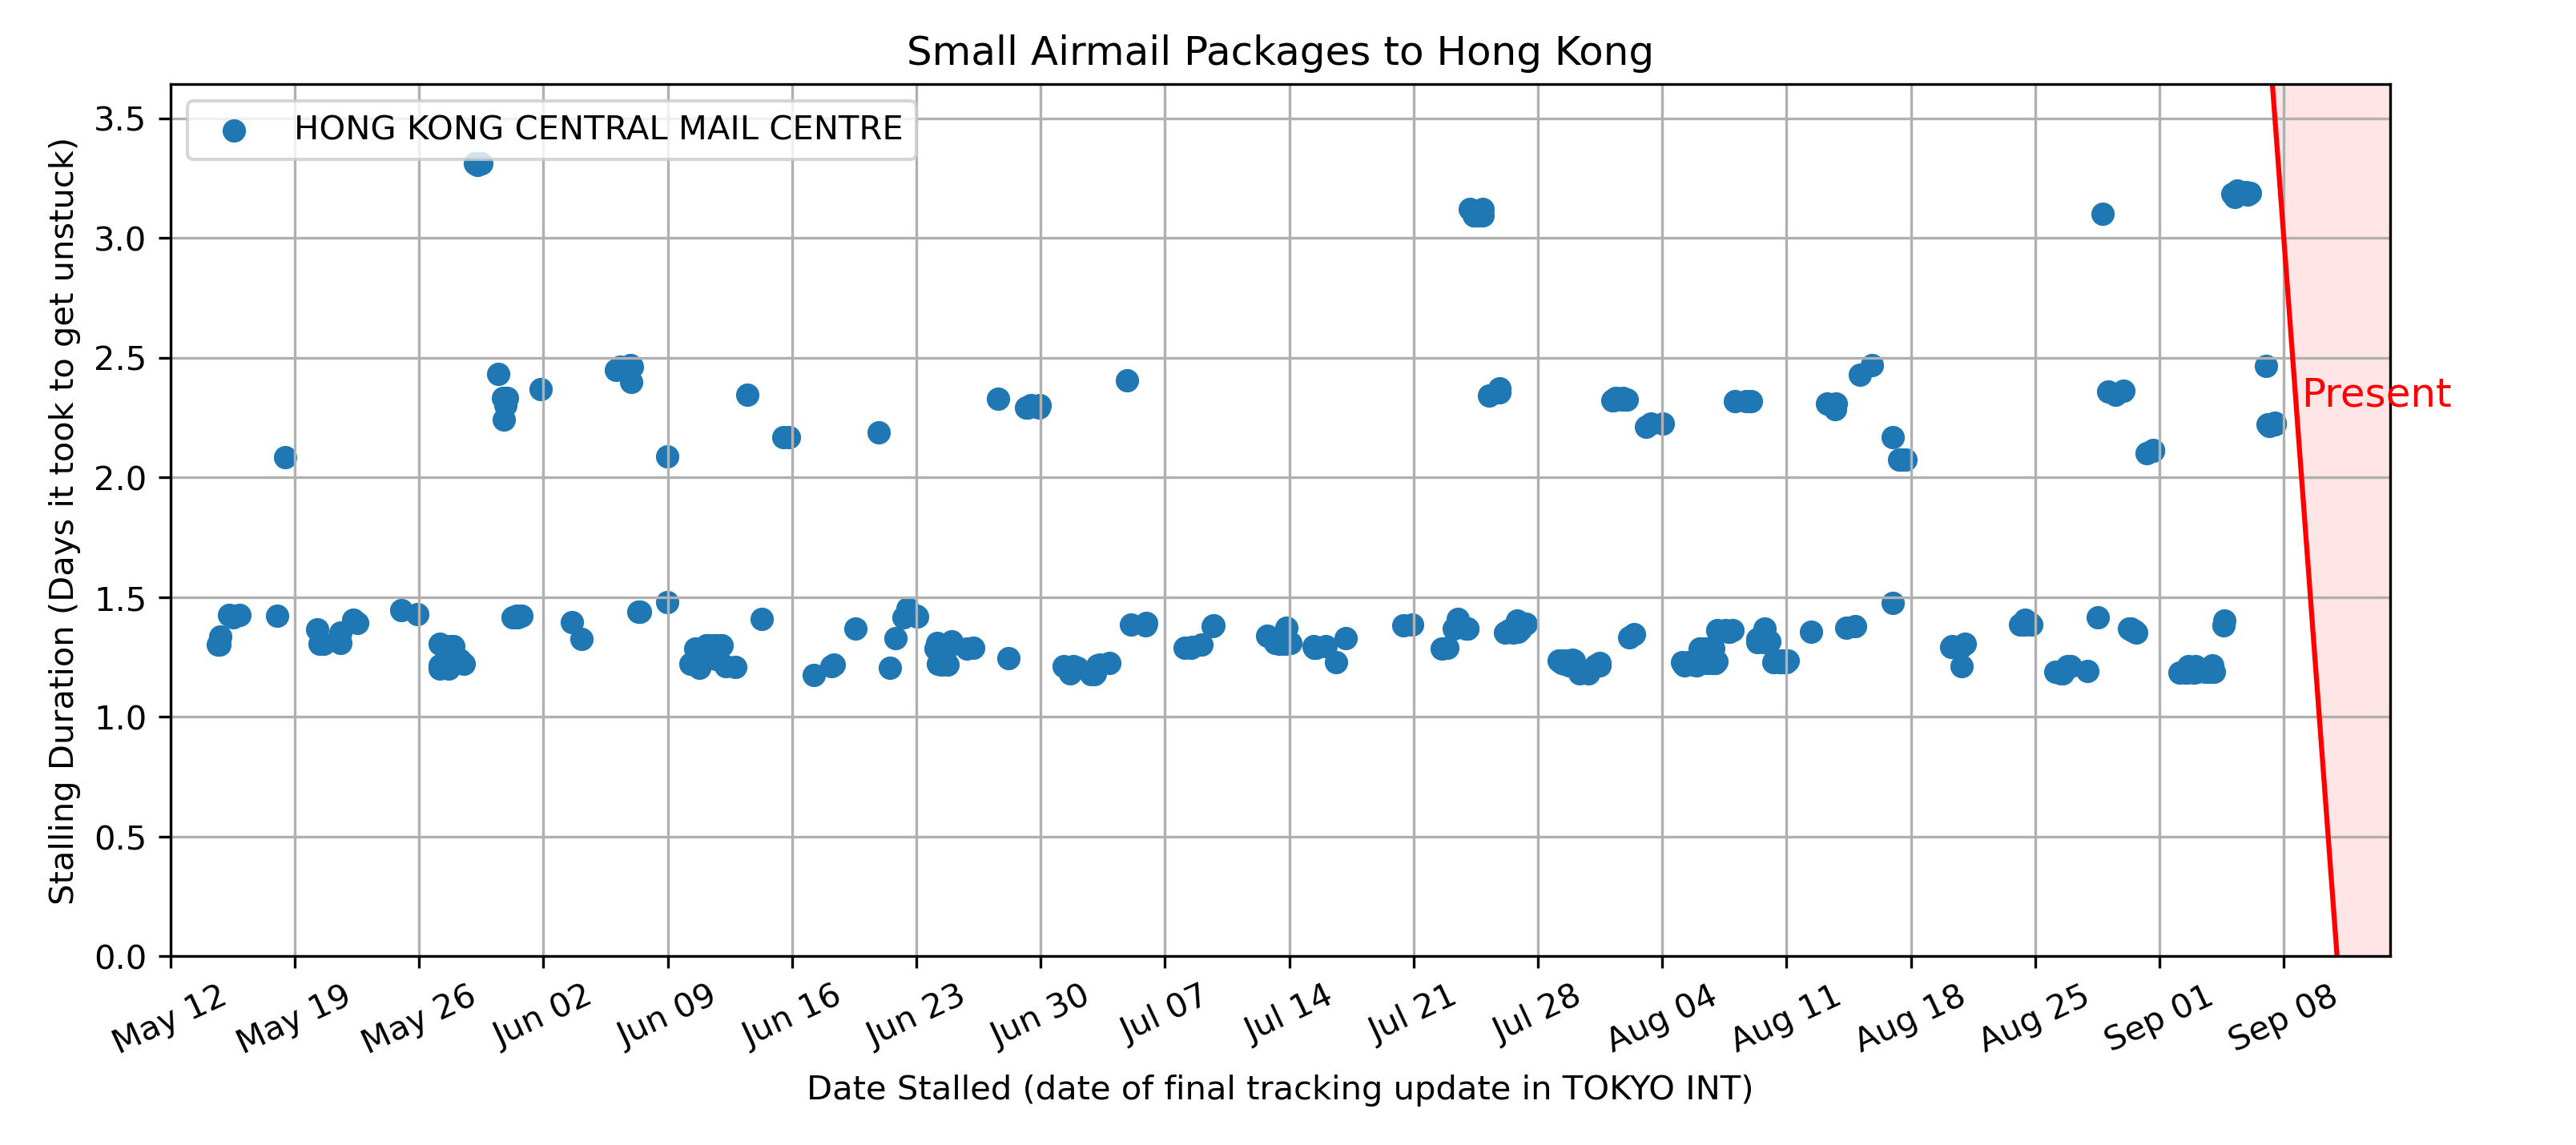 Small Airmail Packages to Hong Kong
HONG KONG CENTRAL MAIL CENTRE
Stalling Duration (Days it took to get unstuck)
3.5
3.0
2.5
2.0
1.5
1.0
0.5
0.0
Present
May 12
May 19
May 26
Jun 02
Jun 09
Jun 16
Jun 23
Jun 30
Jul 07
Jul 14
Jul 21
Jul 28
Aug 04
Aug 11
Aug 18
Aug 25
Sep 01
Sep 08
Date Stalled (date of final tracking update in TOKYO INT)